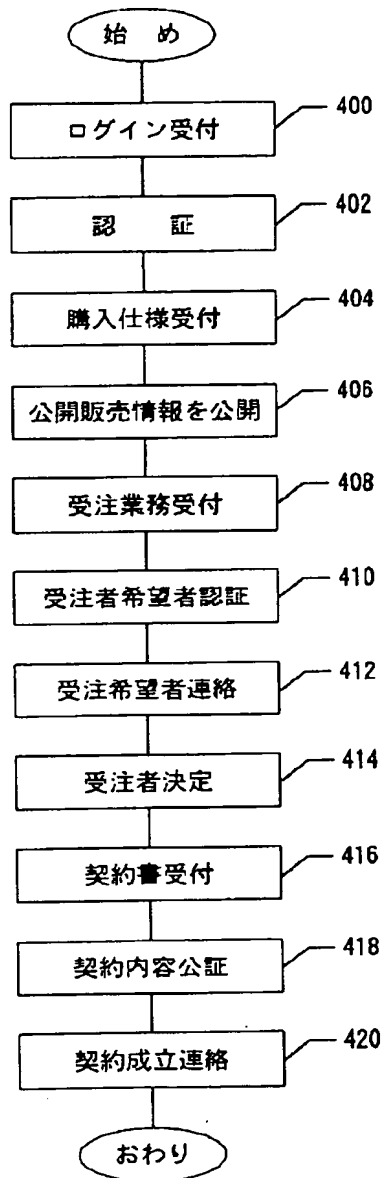 始 め
ログイン受付
400
認 証
402
購入仕様受付
404
公開販売情報を公開
406
受注業務受付
408
受注者希望者認証
410
受注希望者連絡
412
受注者決定
414
契約書受付
416
契約内容公証
418
契約成立連絡
420
おわり